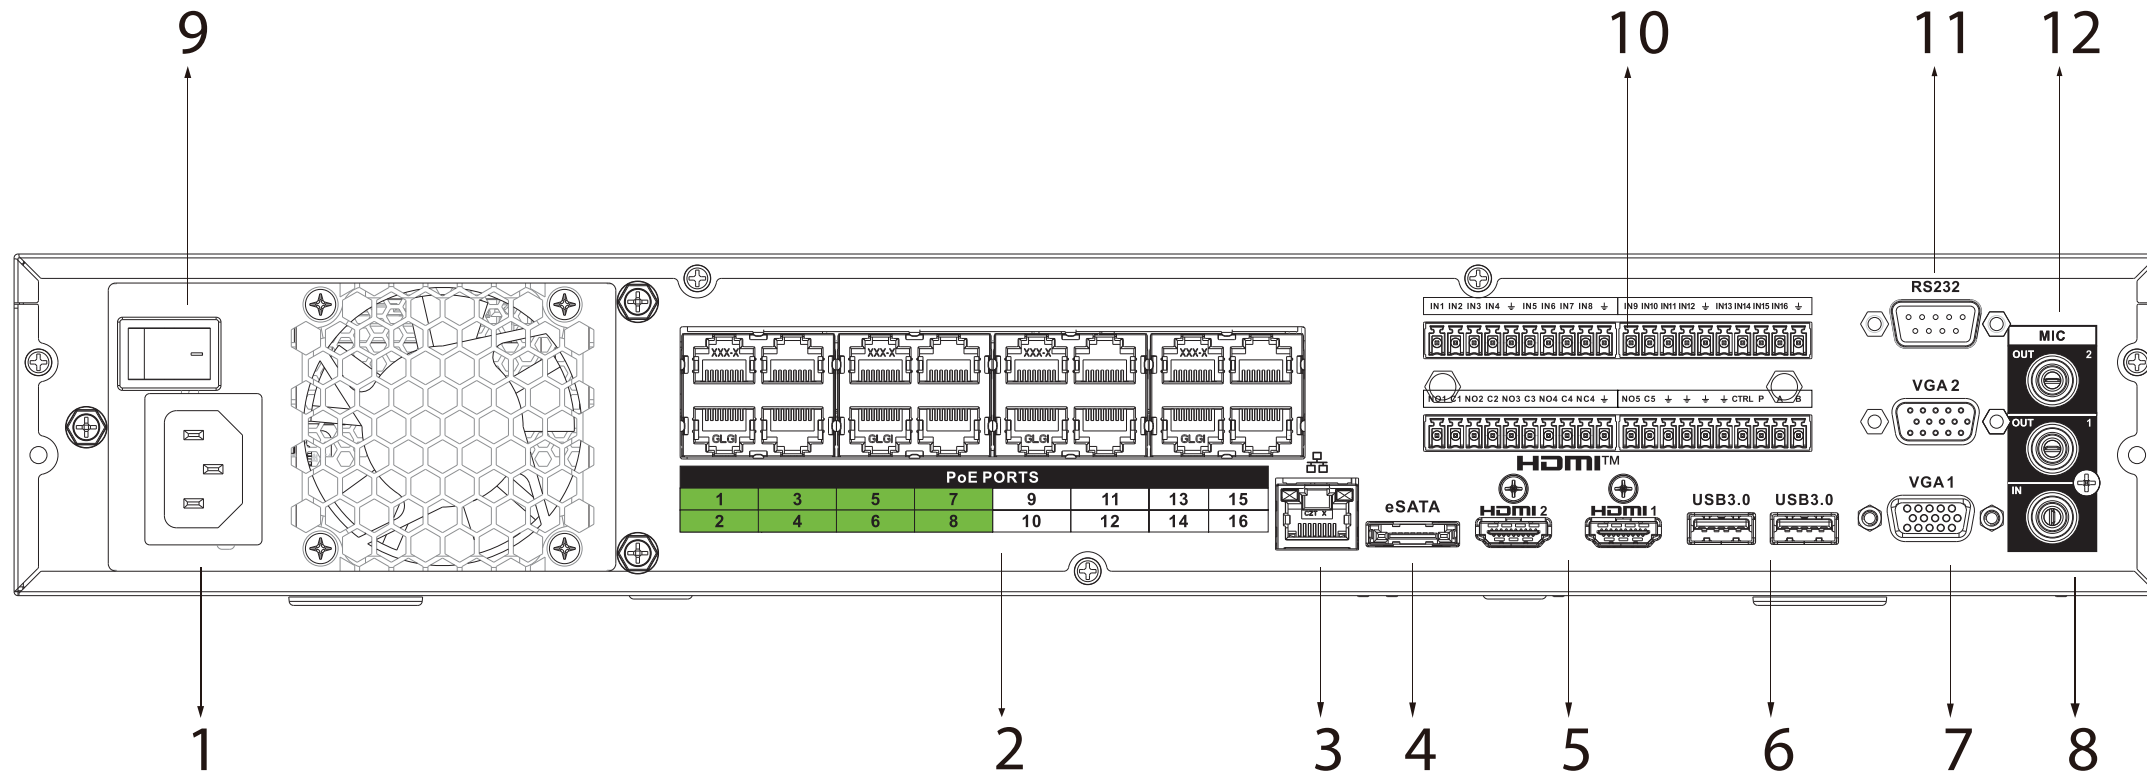 9 10 11 12
RS232
IN1 IN2 IN3 IN4 ⏚ IN5 IN6 IN7 IN8 ⏚ IN9 IN10 IN11 IN12 ⏚ IN13 IN14 IN15 IN16 ⏚
MIC
OUT 2
XXX-X XXX-X XXX-X XXX-X
VGA 2
NO1 C1 NO2 C2 NO3 C3 NO4 C4 NC4 ⏚ NO5 C5 ⏚ ⏚ ⏚ ⏚ CTRL P A B
OUT 1
GLGI GLGI GLGI GLGI
HDMI™
PoE PORTS
1 3 5 7 9 11 13 15
2 4 6 8 10 12 14 16
CZT X
eSATA
HDMI 2
HDMI 1
USB3.0 USB3.0
VGA 1
IN
1 2 3 4 5 6 7 8